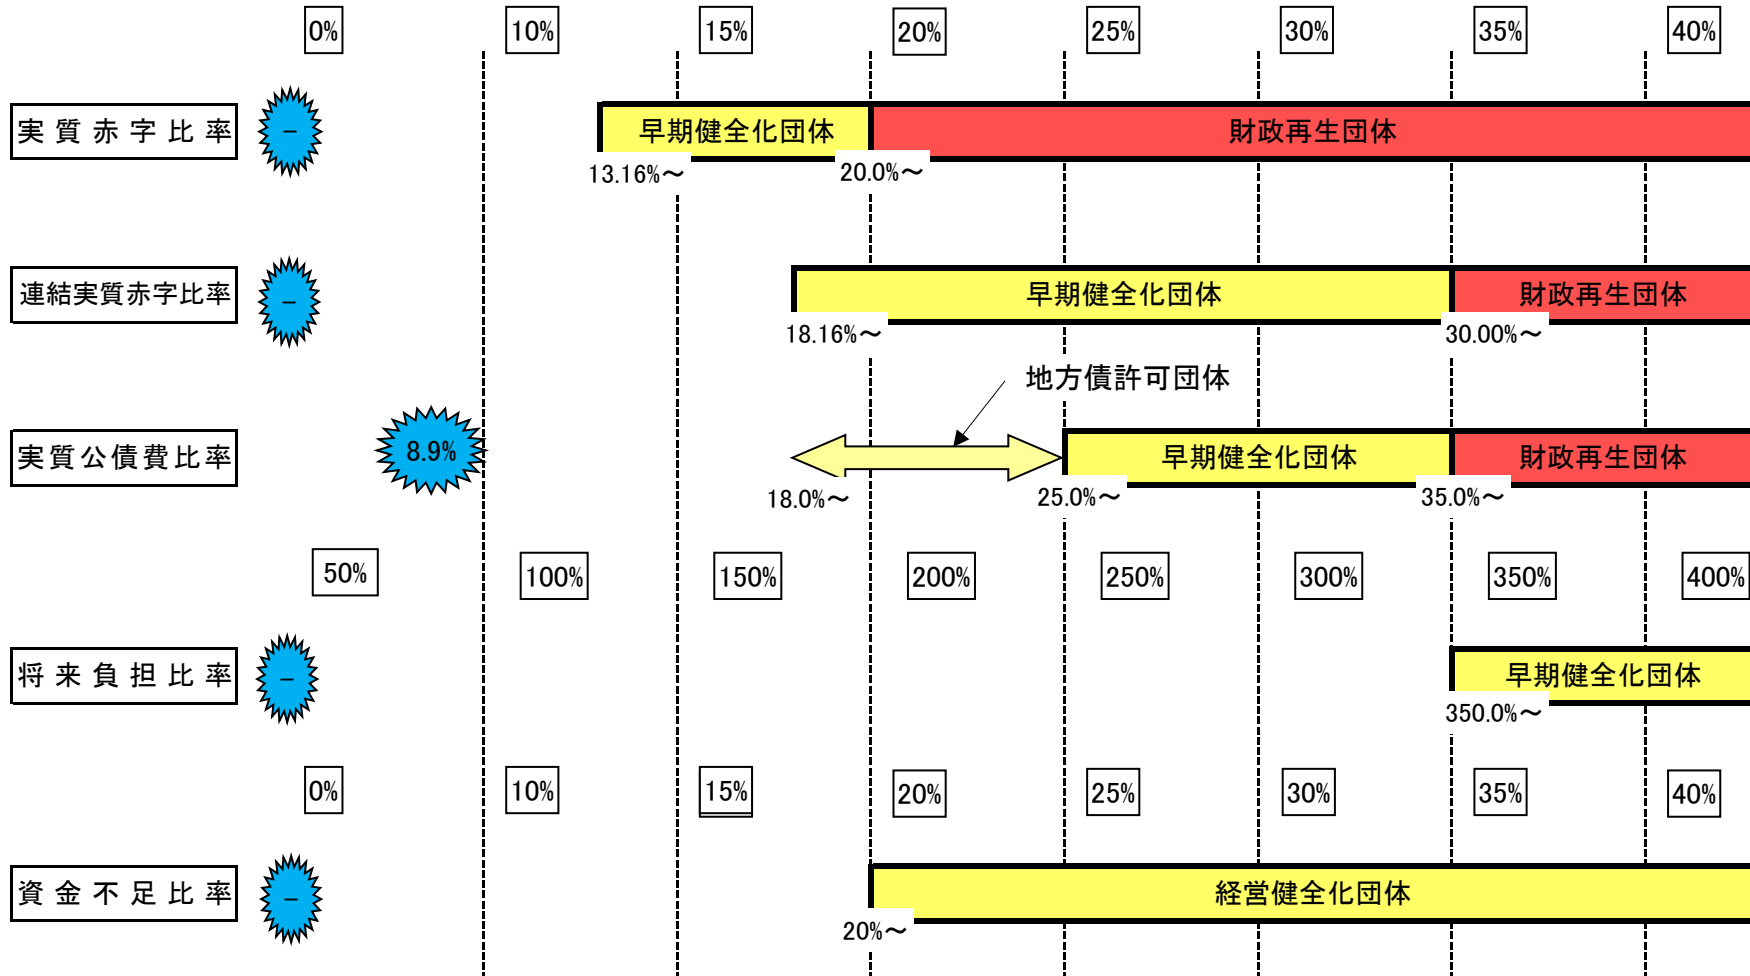 0% 10% 15% 20% 25% 30% 35% 40%
実質赤字比率 － 早期健全化団体 財政再生団体
13.16%～ 20.0%～
連結実質赤字比率 － 早期健全化団体 財政再生団体
18.16%～ 30.00%～
地方債許可団体
実質公債費比率 8.9% 早期健全化団体 財政再生団体
18.0%～ 25.0%～ 35.0%～
50% 100% 150% 200% 250% 300% 350% 400%
将来負担比率 － 早期健全化団体
350.0%～
0% 10% 15% 20% 25% 30% 35% 40%
資金不足比率 － 経営健全化団体
20%～